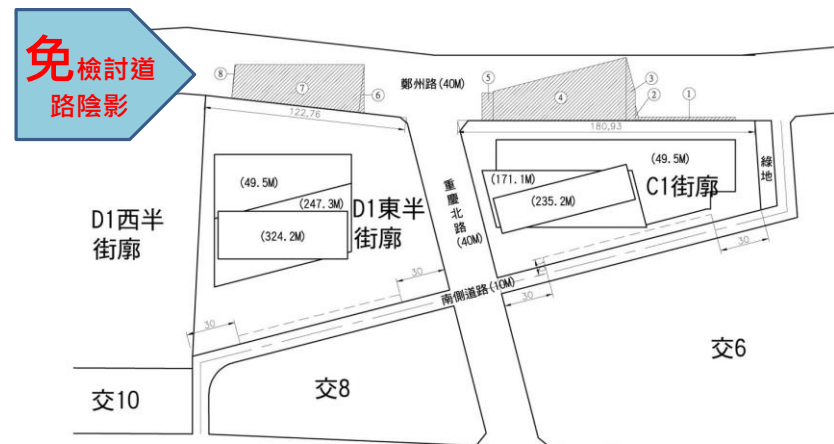 免檢討道
路陰影
⑧
⑦
⑥
122,76
鄭州路(40M)
⑤
④
③
②
①
180,93
(49.5M)
(247.3M)
(324.2M)
D1西半
街廓
D1東半
街廓
重慶北路(40M)
(49.5M)
(171.1M)
(235.2M)
C1街廓
綠地
30
30
南側道路(10M)
30
30
交10
交8
交6